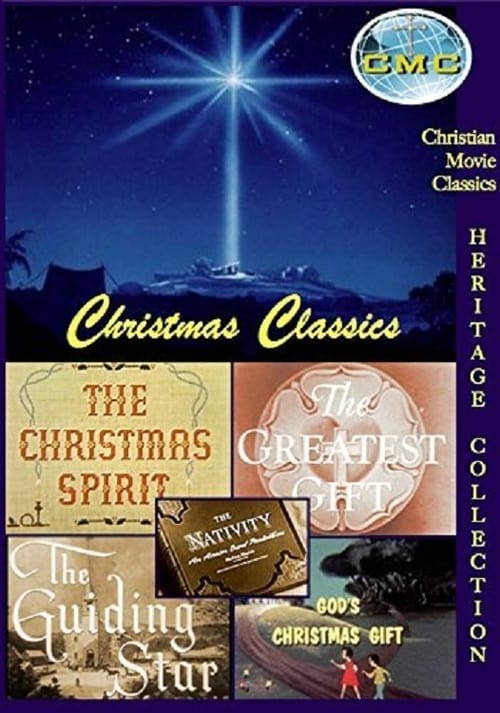 CMC
Christian
Movie
Classics
HERITAGE COLLECTION
Christmas Classics
THE
CHRISTMAS
SPIRIT
The
GREATEST
GIFT
THE
NATIVITY
The
Guiding
Star
GOD'S
CHRISTMAS GIFT